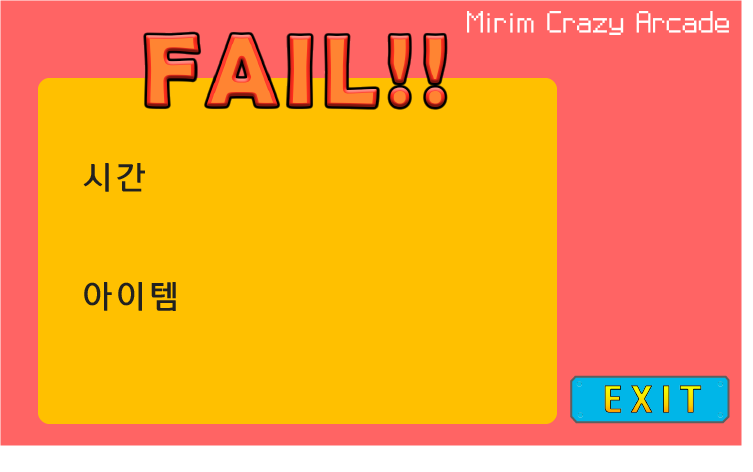 Mirim Crazy Arcade
FAIL!!
시간
아이템
EXIT